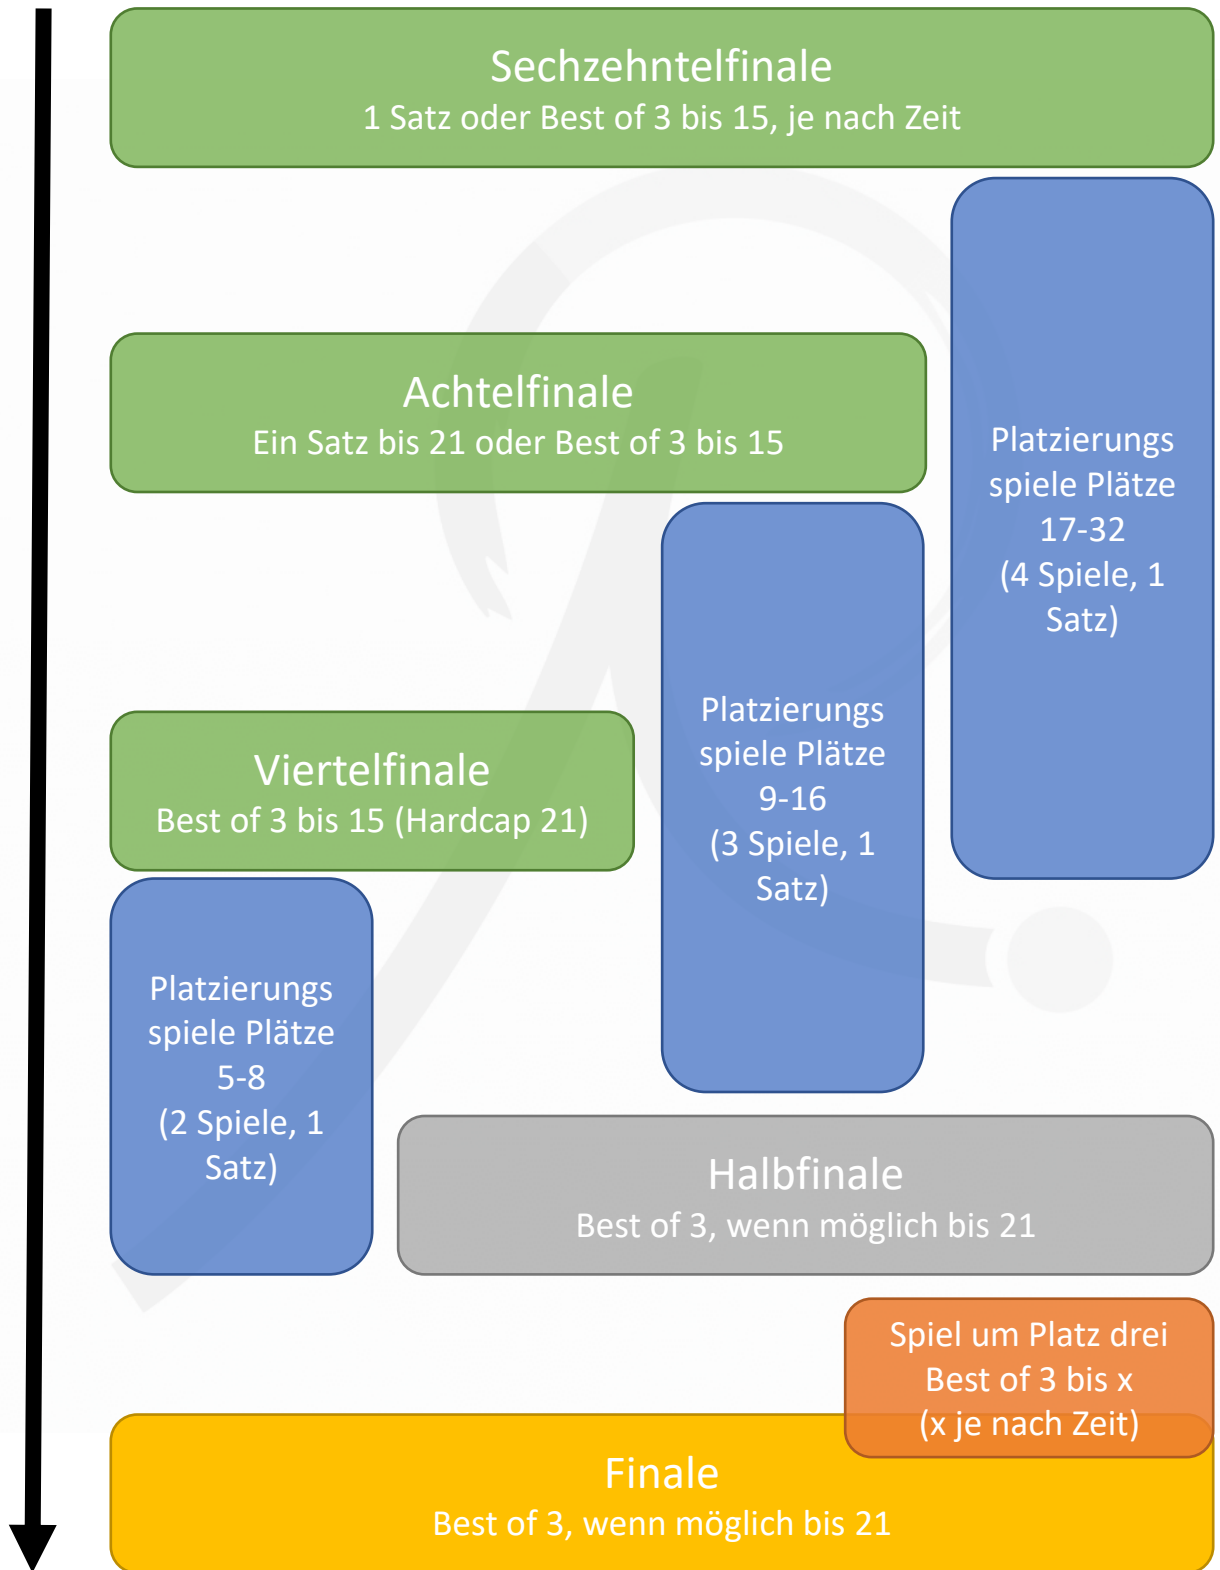 Sechzehntelfinale
1 Satz oder Best of 3 bis 15, je nach Zeit
Achtelfinale
Ein Satz bis 21 oder Best of 3 bis 15
Platzierungs
spiele Plätze
17-32
(4 Spiele, 1
Satz)
Viertelfinale
Best of 3 bis 15 (Hardcap 21)
Platzierungs
spiele Plätze
9-16
(3 Spiele, 1
Satz)
Platzierungs
spiele Plätze
5-8
(2 Spiele, 1
Satz)
Halbfinale
Best of 3, wenn möglich bis 21
Spiel um Platz drei
Best of 3 bis x
(x je nach Zeit)
Finale
Best of 3, wenn möglich bis 21